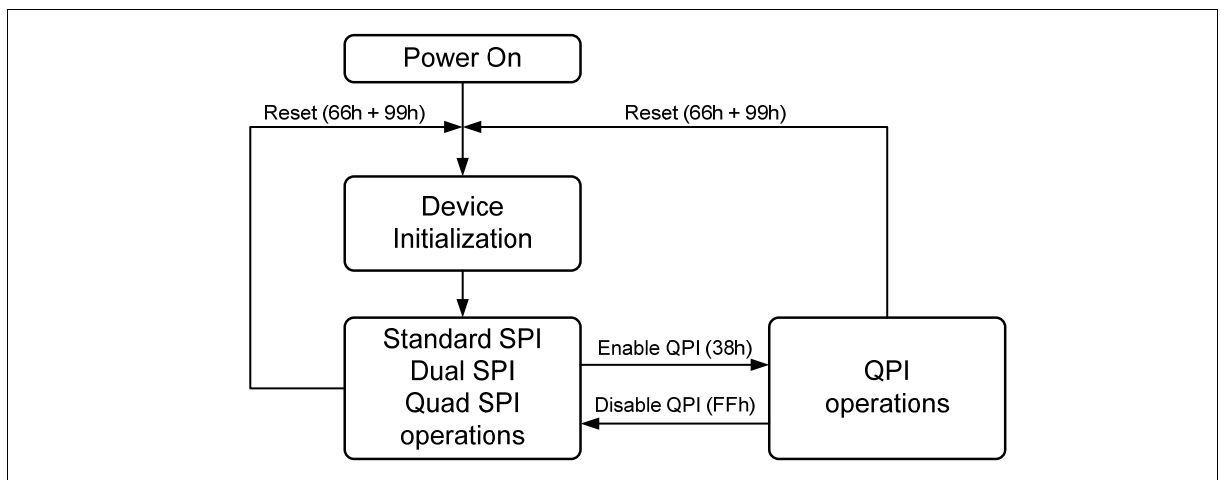 Power On
Reset (66h + 99h)
Reset (66h + 99h)
Device
Initialization
Standard SPI
Dual SPI
Quad SPI
operations
Enable QPI (38h)
Disable QPI (FFh)
QPI
operations